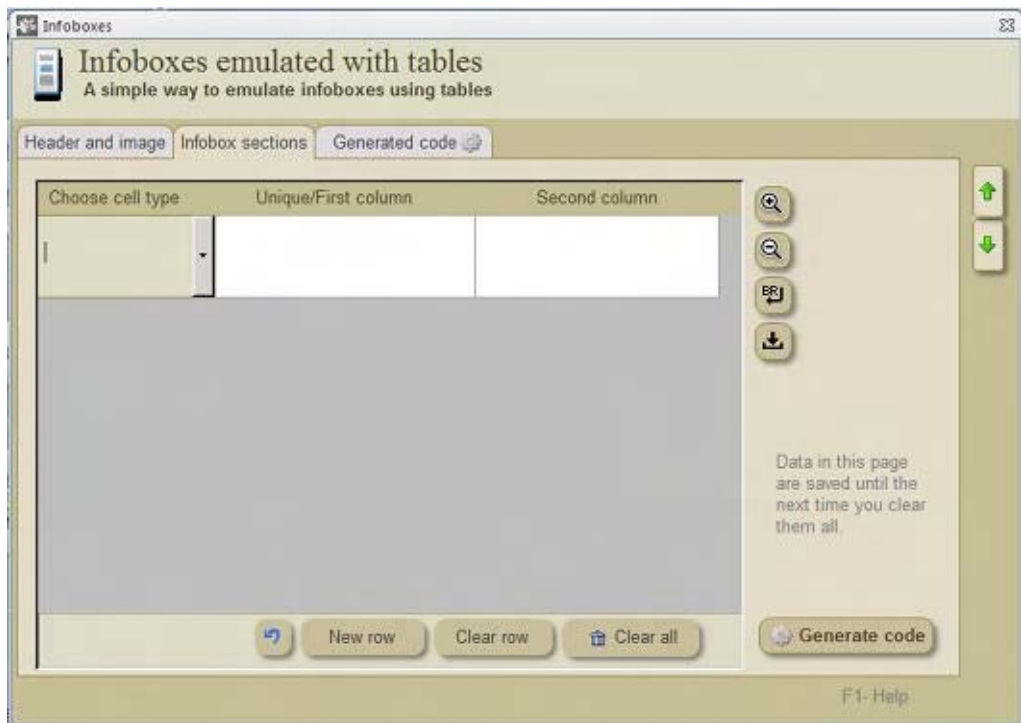 Infoboxes
Infoboxes emulated with tables
A simple way to emulate infoboxes using tables
Header and image
Infobox sections
Generated code
Choose cell type
Unique/First column
Second column
BR
Data in this page
are saved until the
next time you clear
them all.
New row
Clear row
Clear all
Generate code
F1- Help